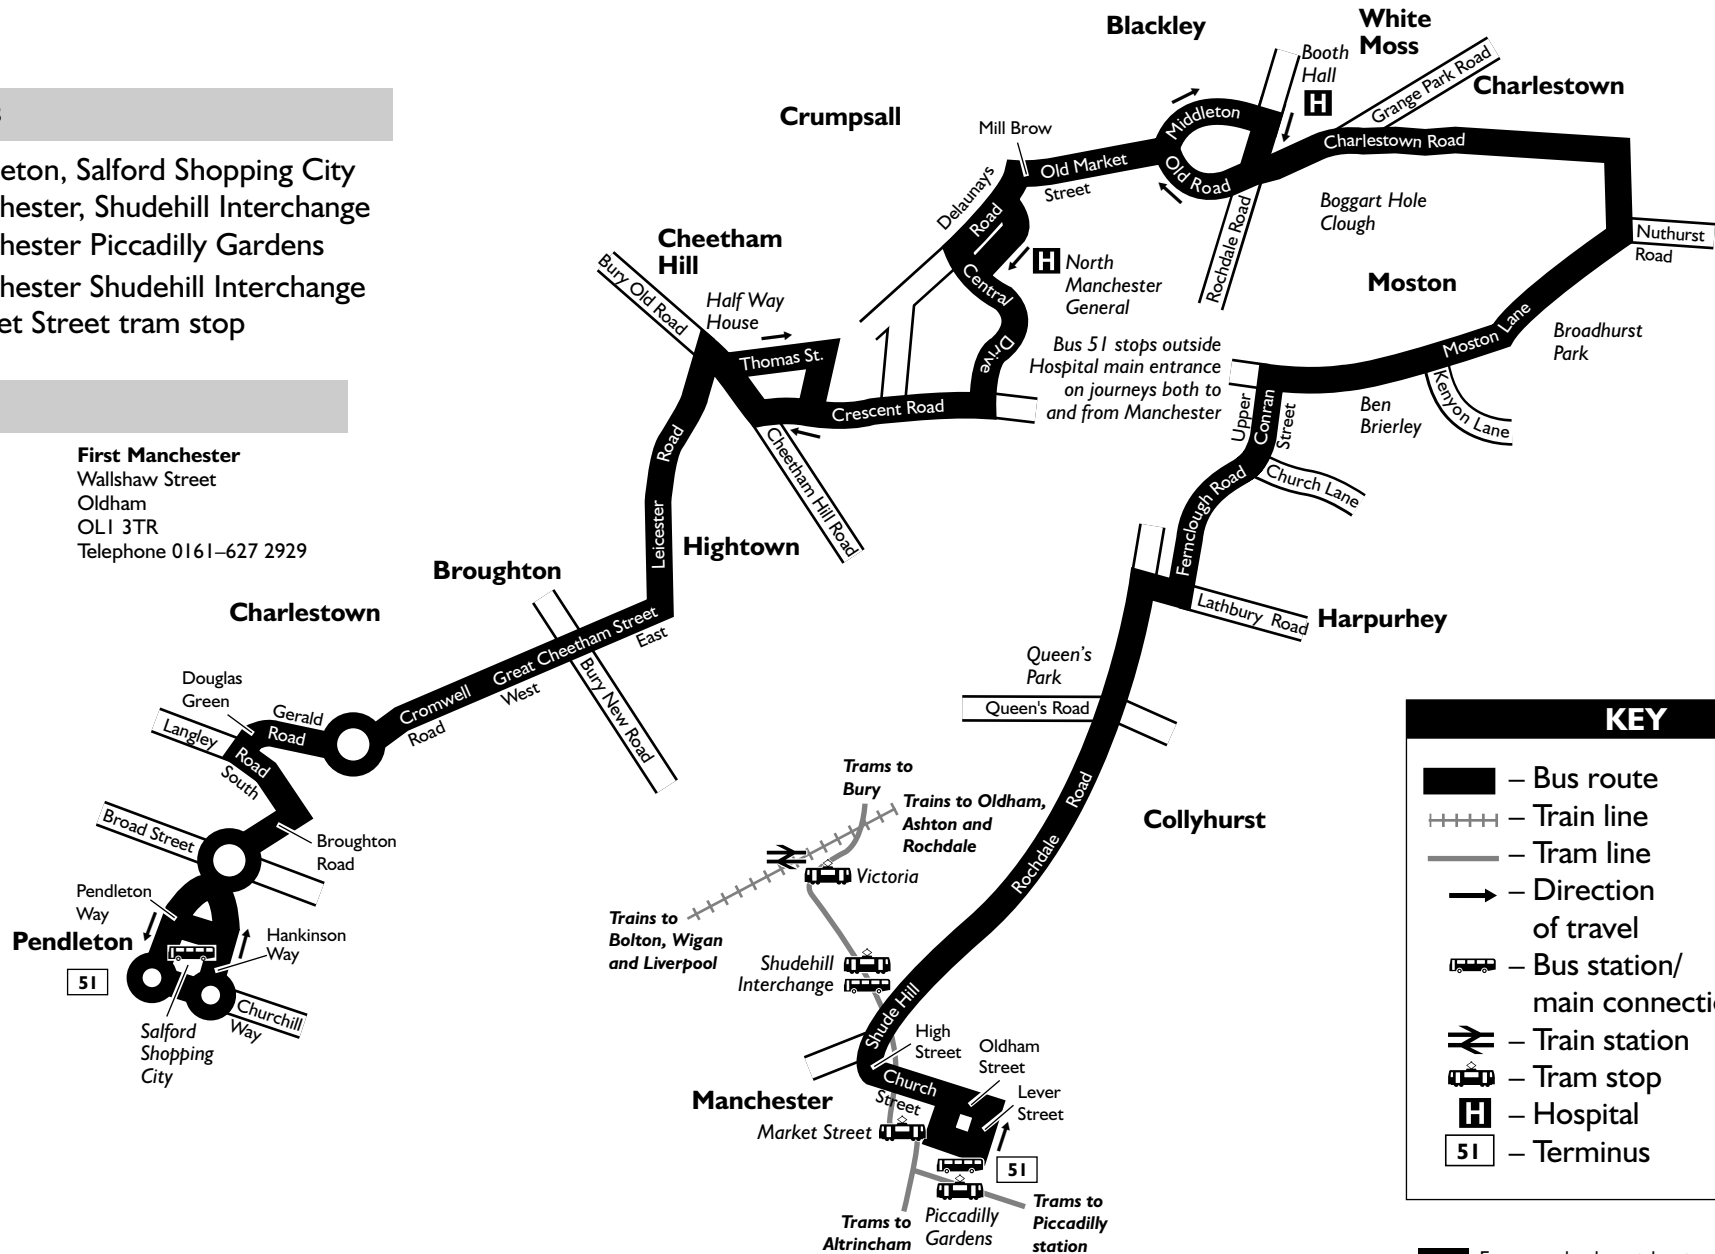 eton, Salford Shopping City
hester, Shudehill Interchange
hester Piccadilly Gardens
hester Shudehill Interchange
et Street tram stop
First Manchester
Wallshaw Street
Oldham
OL1 3TR
Telephone 0161–627 2929
Blackley
White
Moss
Booth
Hall
H
Grange Park Road
Charlestown
Crumpsall
Mill Brow
Middleton
Old Road
Old Market
Street
Charlestown Road
Delaunays
Road
Boggart Hole
Clough
Rochdale Road
Nuthurst
Road
Cheetham
Hill
Bury Old Road
Half Way
House
Thomas St.
Central
Drive
H
North
Manchester
General
Moston
Bus 51 stops outside
Hospital main entrance
on journeys both to
and from Manchester
Moston Lane
Broadhurst
Park
Crescent Road
Upper
Conran
Street
Ben
Brierley
Kenyon Lane
Road
Leicester
Cheetham Hill Road
Church Lane
Fernclough Road
Hightown
Broughton
Charlestown
Lathbury Road
Harpurhey
Great Cheetham Street
East
West
Bury New Road
Cromwell
Road
Queen's
Park
Queen's Road
Douglas
Green
Gerald
Road
Langley
Road
South
Broad Street
Broughton
Road
Pendleton
Way
Pendleton
Hankinson
Way
51
Churchill
Way
Salford
Shopping
City
Trams to
Bury
Trains to Oldham,
Ashton and
Rochdale
Victoria
Trains to
Bolton, Wigan
and Liverpool
Shudehill
Interchange
Rochdale
Road
Collyhurst
Shude Hill
High
Street
Oldham
Street
Church
Street
Lever
Street
Manchester
Market Street
51
Piccadilly
Gardens
Trams to
Altrincham
Trams to
Piccadilly
station
KEY
– Bus route
– Train line
– Tram line
– Direction
of travel
– Bus station/
main connecti
– Train station
– Tram stop
H – Hospital
51 – Terminus